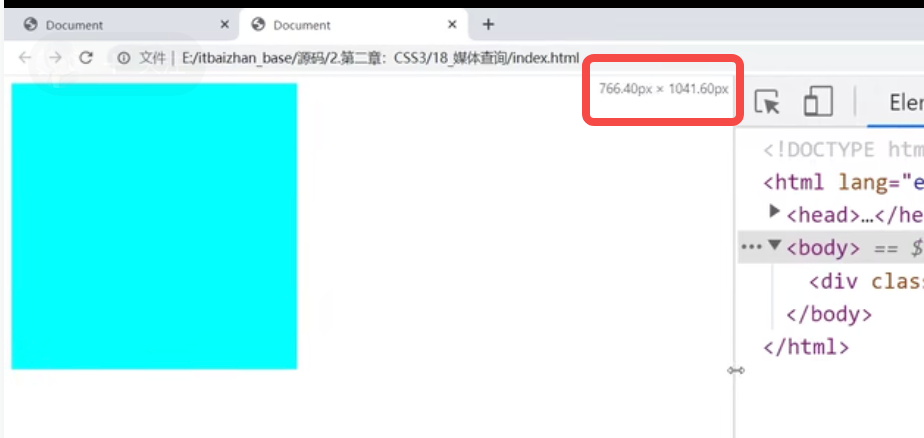 Document × Document × +
← → 文件 | E:/itbaizhan_base/源码/2.第二章：CSS3/18_媒体查询/index.html
766.40px × 1041.60px
Eler
<!DOCTYPE htm
<html lang="e
▶<head>…</he
•••▼<body> == $
<div clas
</body>
</html>